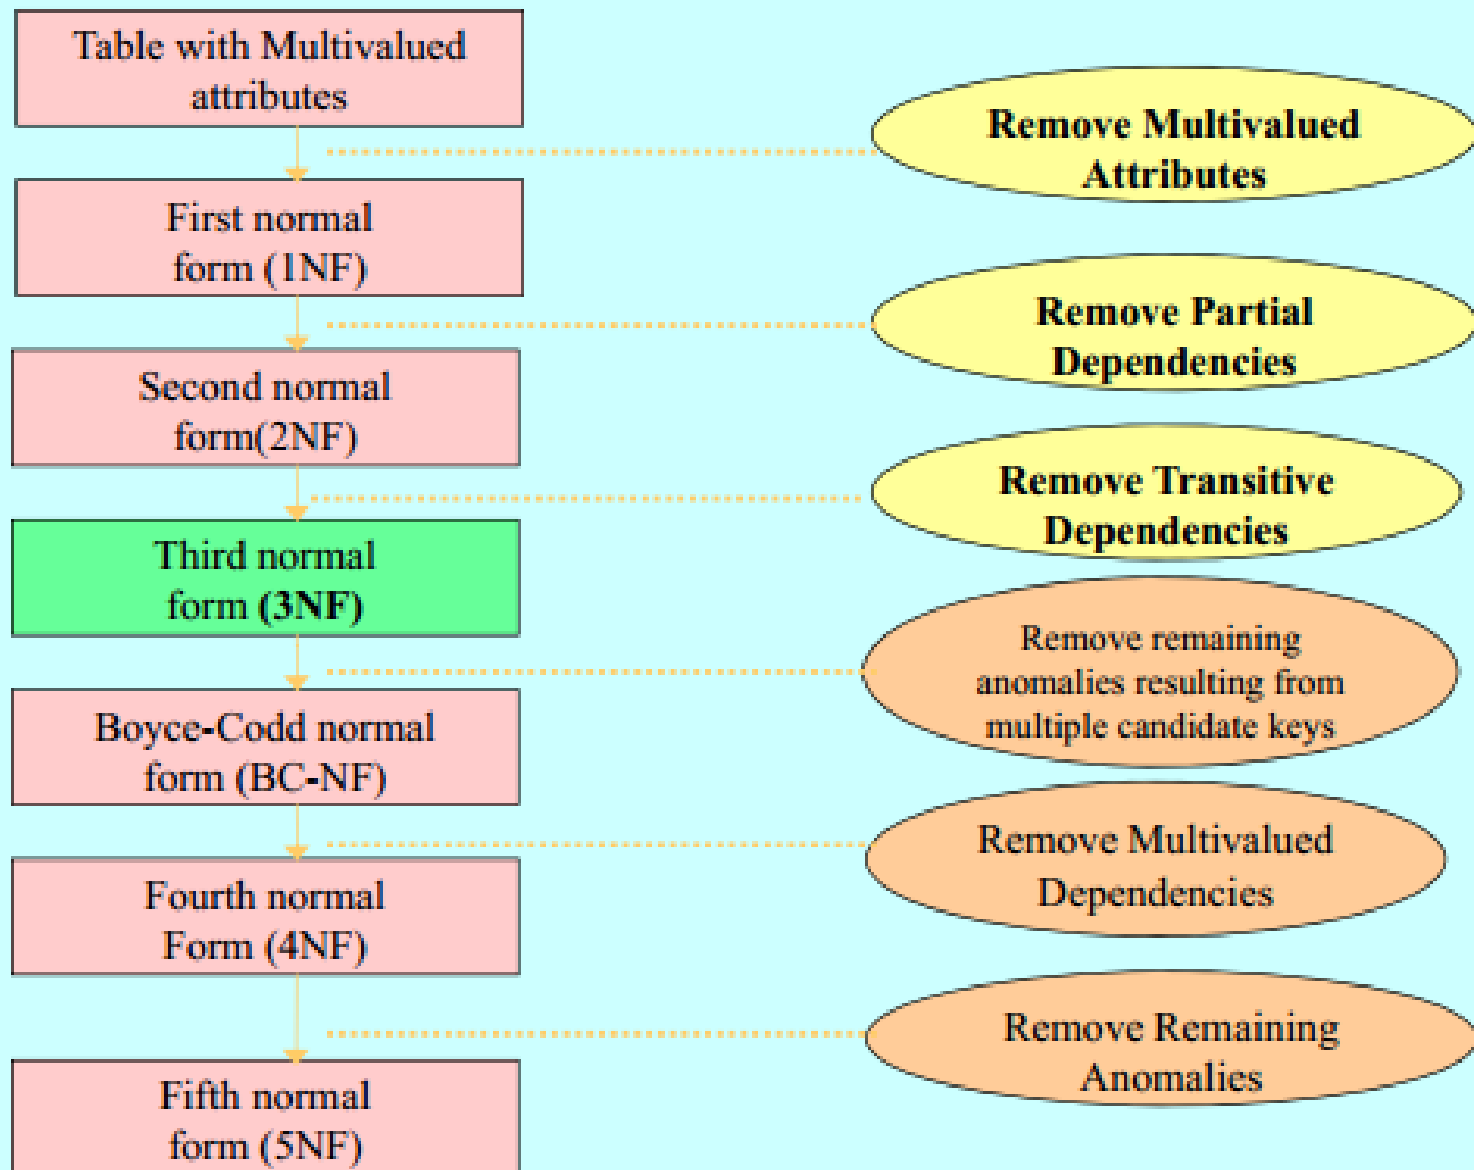 Table with Multivalued
attributes
Remove Multivalued
Attributes
First normal
form (1NF)
Remove Partial
Dependencies
Second normal
form(2NF)
Remove Transitive
Dependencies
Third normal
form (3NF)
Remove remaining
anomalies resulting from
multiple candidate keys
Boyce-Codd normal
form (BC-NF)
Remove Multivalued
Dependencies
Fourth normal
Form (4NF)
Remove Remaining
Anomalies
Fifth normal
form (5NF)